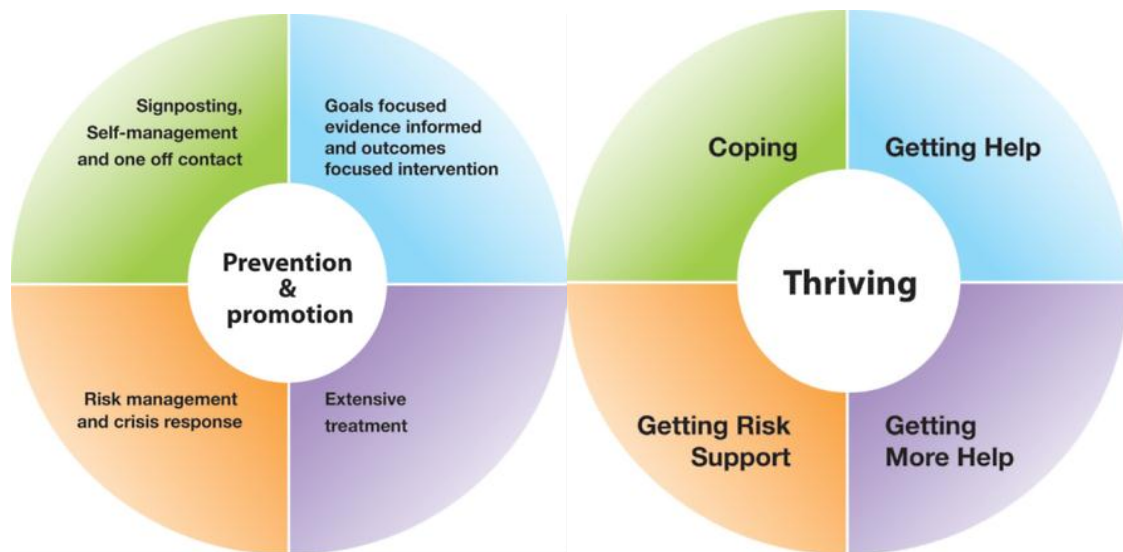 Signposting,
Self-management
and one off contact
Goals focused
evidence informed
and outcomes
focused intervention
Prevention
&
promotion
Risk management
and crisis response
Extensive
treatment
Coping
Getting Help
Thriving
Getting Risk
Support
Getting
More Help